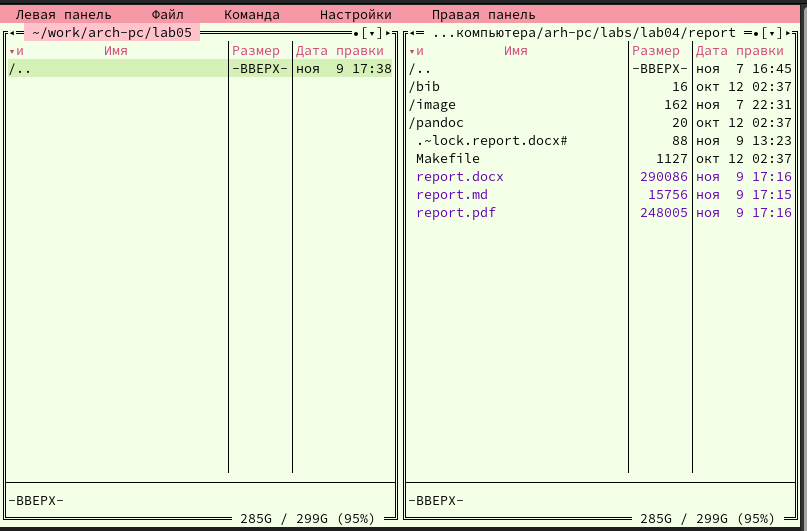 Левая панель Файл Команда Настройки Правая панель
~/work/arch-pc/lab05 •[▾]▸
▾и Имя Размер Дата правки
/.. -ВВЕРХ- ноя 9 17:38
-ВВЕРХ-
285G / 299G (95%)
...компьютера/arh-pc/labs/lab04/report •[▾]▸
▾и Имя Размер Дата правки
/.. -ВВЕРХ- ноя 7 16:45
/bib 16 окт 12 02:37
/image 162 ноя 7 22:31
/pandoc 20 окт 12 02:37
.~lock.report.docx# 88 ноя 9 13:23
Makefile 1127 окт 12 02:37
report.docx 290086 ноя 9 17:16
report.md 15756 ноя 9 17:15
report.pdf 248005 ноя 9 17:16
-ВВЕРХ-
285G / 299G (95%)